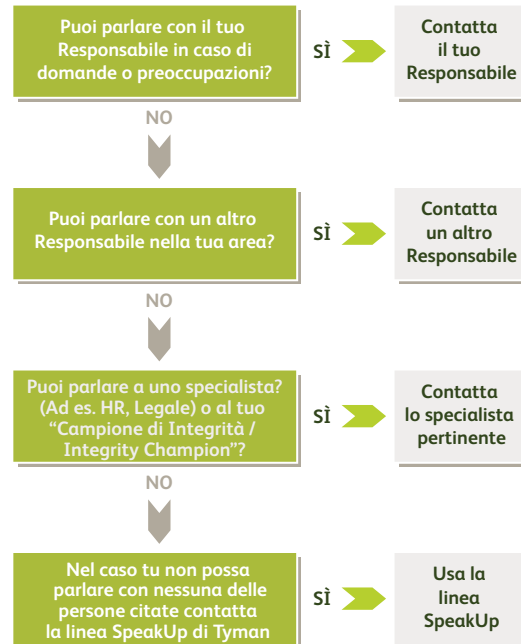 Puoi parlare con il tuo
Responsabile in caso di
domande o preoccupazioni?
SÌ
Contatta
il tuo
Responsabile
NO
Puoi parlare con un altro
Responsabile nella tua area?
SÌ
Contatta
un altro
Responsabile
NO
Puoi parlare a uno specialista?
(Ad es. HR, Legale) o al tuo
“Campione di Integrità /
Integrity Champion”?
SÌ
Contatta
lo specialista
pertinente
NO
Nel caso tu non possa
parlare con nessuna delle
persone citate contatta
la linea SpeakUp di Tyman
SÌ
Usa la
linea
SpeakUp